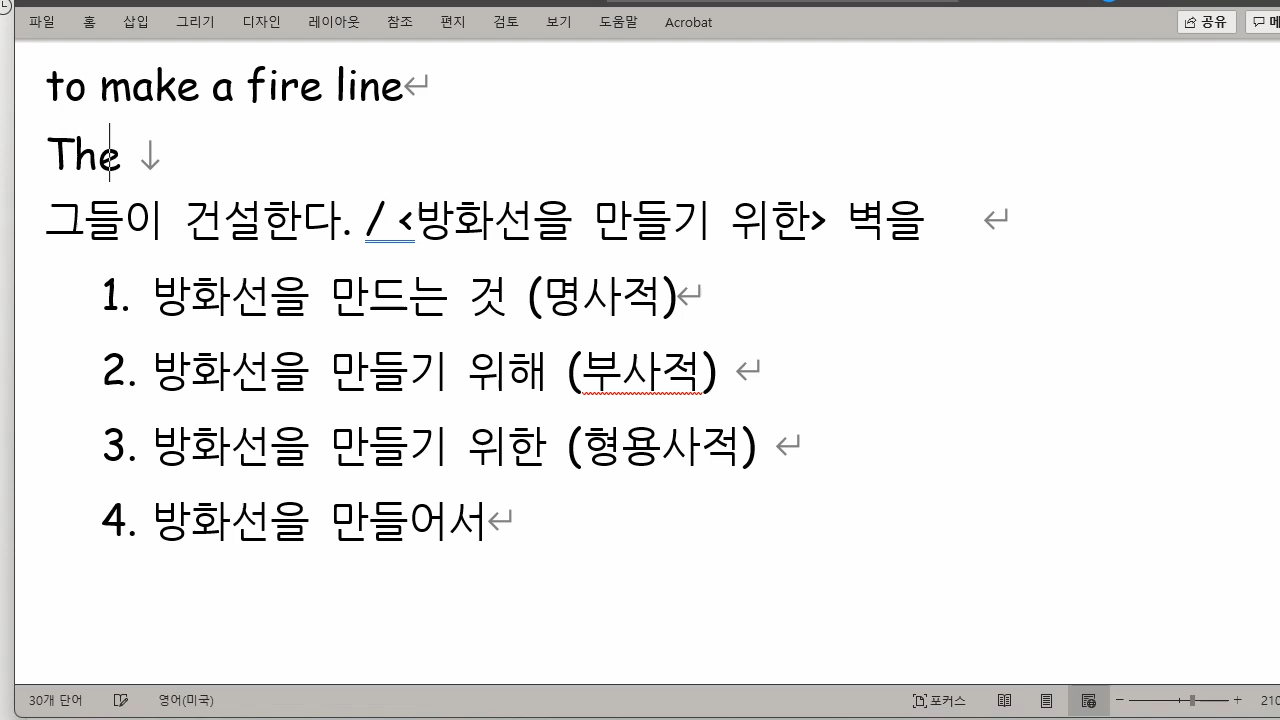 파일 홈 삽입 그리기 디자인 레이아웃 참조 편지 검토 보기 도움말 Acrobat 공유 메
to make a fire line
The
그들이 건설한다. / <방화선을 만들기 위한> 벽을
1. 방화선을 만드는 것 (명사적)
2. 방화선을 만들기 위해 (부사적)
3. 방화선을 만들기 위한 (형용사적)
4. 방화선을 만들어서
30개 단어 영어(미국) 포커스 210